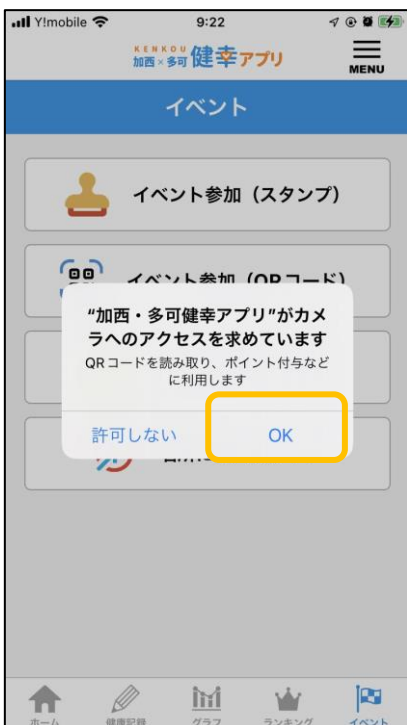 Y!mobile 9:22
KENKOU
加西×多可 健幸アプリ
MENU
イベント
イベント参加（スタンプ）
イベント参加（QRコード）
“加西・多可健幸アプリ”がカメ
ラへのアクセスを求めています
QRコードを読み取り、ポイント付与など
に利用します
許可しない OK
ホーム 健康記録 グラフ ランキング イベント